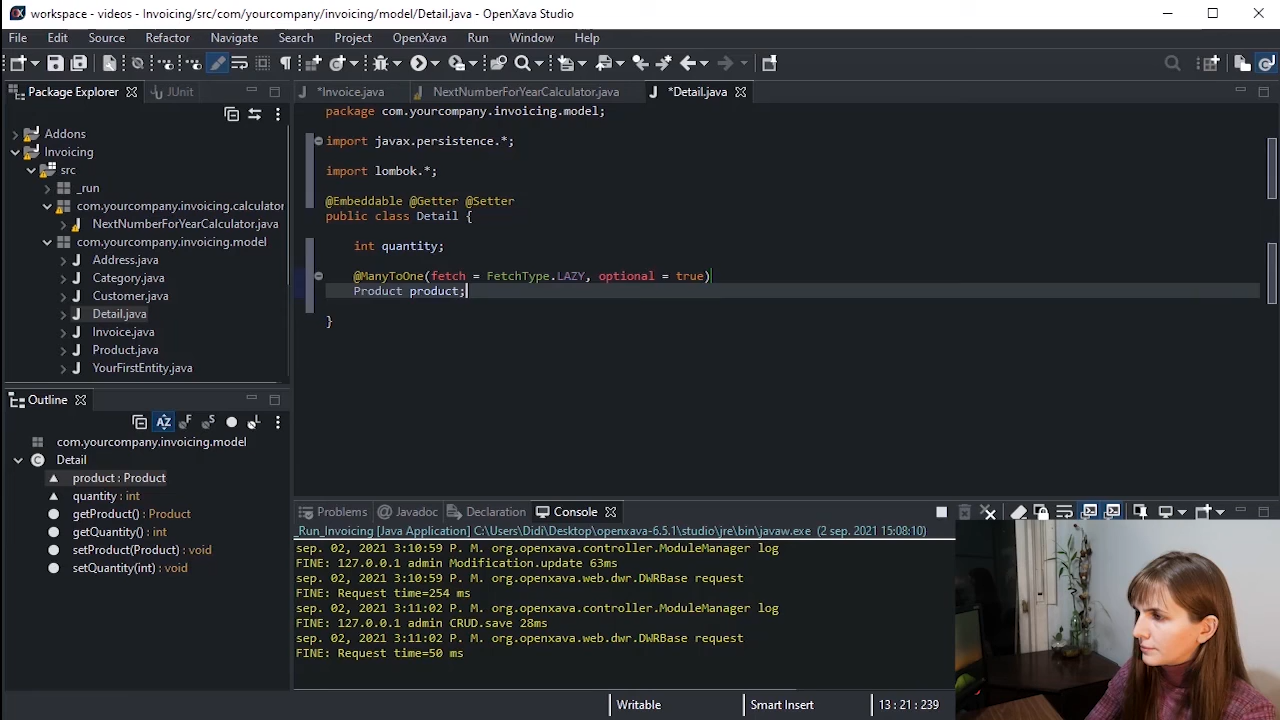 workspace - videos - Invoicing/src/com/yourcompany/invoicing/model/Detail.java - OpenXava Studio
File Edit Source Refactor Navigate Search Project OpenXava Run Window Help
Package Explorer JUnit
*Invoice.java NextNumberForYearCalculator.java *Detail.java
Addons
Invoicing
src
_run
com.yourcompany.invoicing.calculator
NextNumberForYearCalculator.java
com.yourcompany.invoicing.model
Address.java
Category.java
Customer.java
Detail.java
Invoice.java
Product.java
YourFirstEntity.java
package com.yourcompany.invoicing.model;
import javax.persistence.*;
import lombok.*;
@Embeddable @Getter @Setter
public class Detail {
int quantity;
@ManyToOne(fetch = FetchType.LAZY, optional = true)
Product product;
}
Outline
AZ F S L
com.yourcompany.invoicing.model
C Detail
product : Product
quantity : int
getProduct() : Product
getQuantity() : int
setProduct(Product) : void
setQuantity(int) : void
Problems Javadoc Declaration Console
Run_Invoicing [Java Application] C:\Users\Didi\Desktop\openxava-6.5.1\studio\jre\bin\javaw.exe (2 sep. 2021 15:08:10)
sep. 02, 2021 3:10:59 P. M. org.openxava.controller.ModuleManager log
FINE: 127.0.0.1 admin Modification.update 63ms
sep. 02, 2021 3:10:59 P. M. org.openxava.web.dwr.DWRBase request
FINE: Request time=254 ms
sep. 02, 2021 3:11:02 P. M. org.openxava.controller.ModuleManager log
FINE: 127.0.0.1 admin CRUD.save 28ms
sep. 02, 2021 3:11:02 P. M. org.openxava.web.dwr.DWRBase request
FINE: Request time=50 ms
Writable Smart Insert 13 : 21 : 239